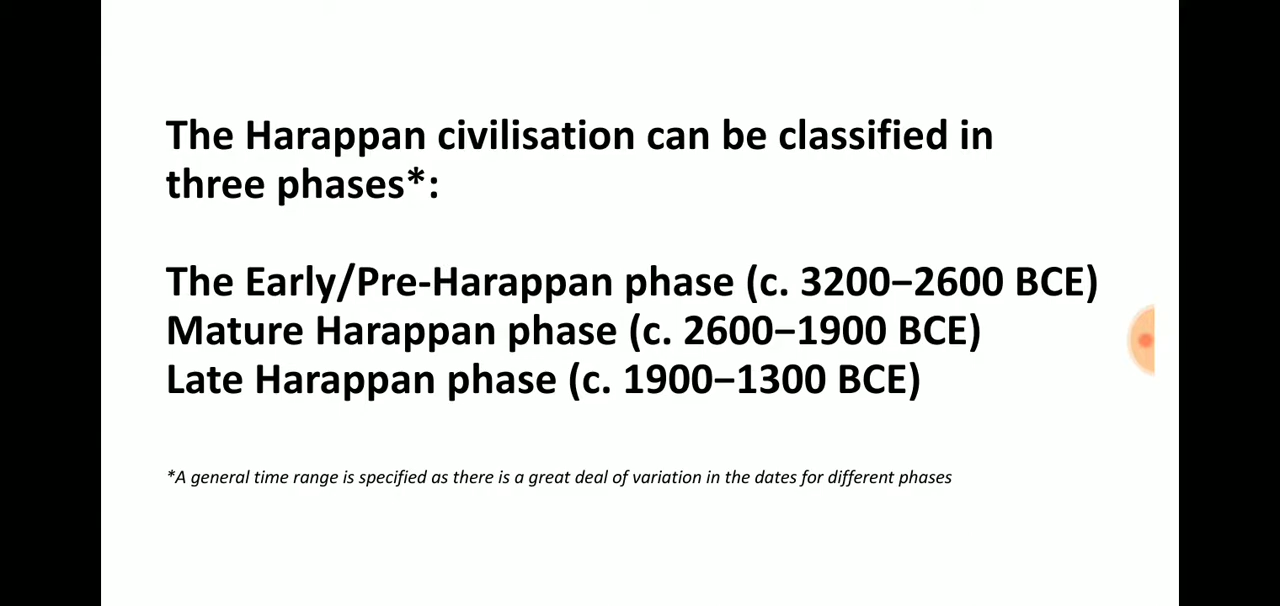 The Harappan civilisation can be classified in
three phases*:
The Early/Pre-Harappan phase (c. 3200–2600 BCE)
Mature Harappan phase (c. 2600–1900 BCE)
Late Harappan phase (c. 1900–1300 BCE)
*A general time range is specified as there is a great deal of variation in the dates for different phases